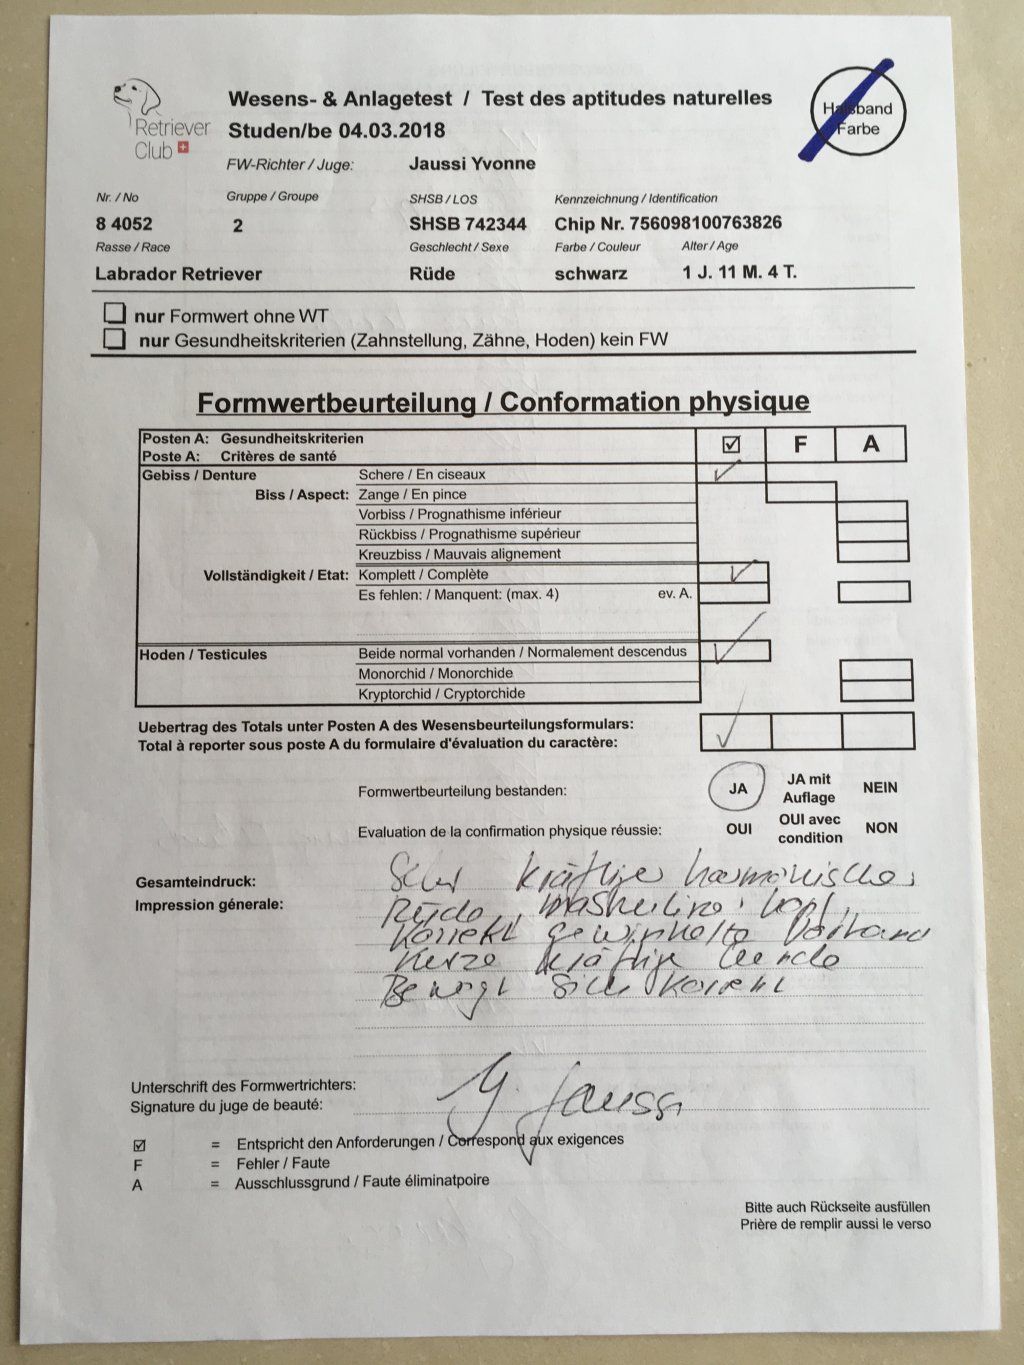 Retriever
Club
Wesens- & Anlagetest / Test des aptitudes naturelles
Studen/be 04.03.2018
Halsband
Farbe
FW-Richter / Juge: Jaussi Yvonne
Nr. / No Gruppe / Groupe SHSB / LOS Kennzeichnung / Identification
8 4052 2 SHSB 742344 Chip Nr. 756098100763826
Rasse / Race Geschlecht / Sexe Farbe / Couleur Alter / Age
Labrador Retriever Rüde schwarz 1 J. 11 M. 4 T.
nur Formwert ohne WT
nur Gesundheitskriterien (Zahnstellung, Zähne, Hoden) kein FW
Formwertbeurteilung / Conformation physique
Posten A: Gesundheitskriterien
Poste A: Critères de santé
☑ F A
Gebiss / Denture Schere / En ciseaux ✓
Biss / Aspect: Zange / En pince
Vorbiss / Prognathisme inférieur
Rückbiss / Prognathisme supérieur
Kreuzbiss / Mauvais alignement
Vollständigkeit / Etat: Komplett / Complète ✓
Es fehlen: / Manquent: (max. 4) ev. A.
Hoden / Testicules Beide normal vorhanden / Normalement descendus ✓
Monorchid / Monorchide
Kryptorchid / Cryptorchide
Uebertrag des Totals unter Posten A des Wesensbeurteilungsformulars: ✓
Total à reporter sous poste A du formulaire d'évaluation du caractère:
Formwertbeurteilung bestanden: JA JA mit Auflage NEIN
Evaluation de la confirmation physique réussie: OUI OUI avec condition NON
Gesamteindruck: Sehr kräftiger harmonischer
Impression génerale: Rüde, maskuliner Kopf,
Korrekt gewinkelte Vorhand
Kurze kräftige Lende
Bewegt sich korrekt
Unterschrift des Formwertrichters:
Signature du juge de beauté: Y. Jaussi
☑ = Entspricht den Anforderungen / Correspond aux exigences
F = Fehler / Faute
A = Ausschlussgrund / Faute éliminatpoire
Bitte auch Rückseite ausfüllen
Prière de remplir aussi le verso